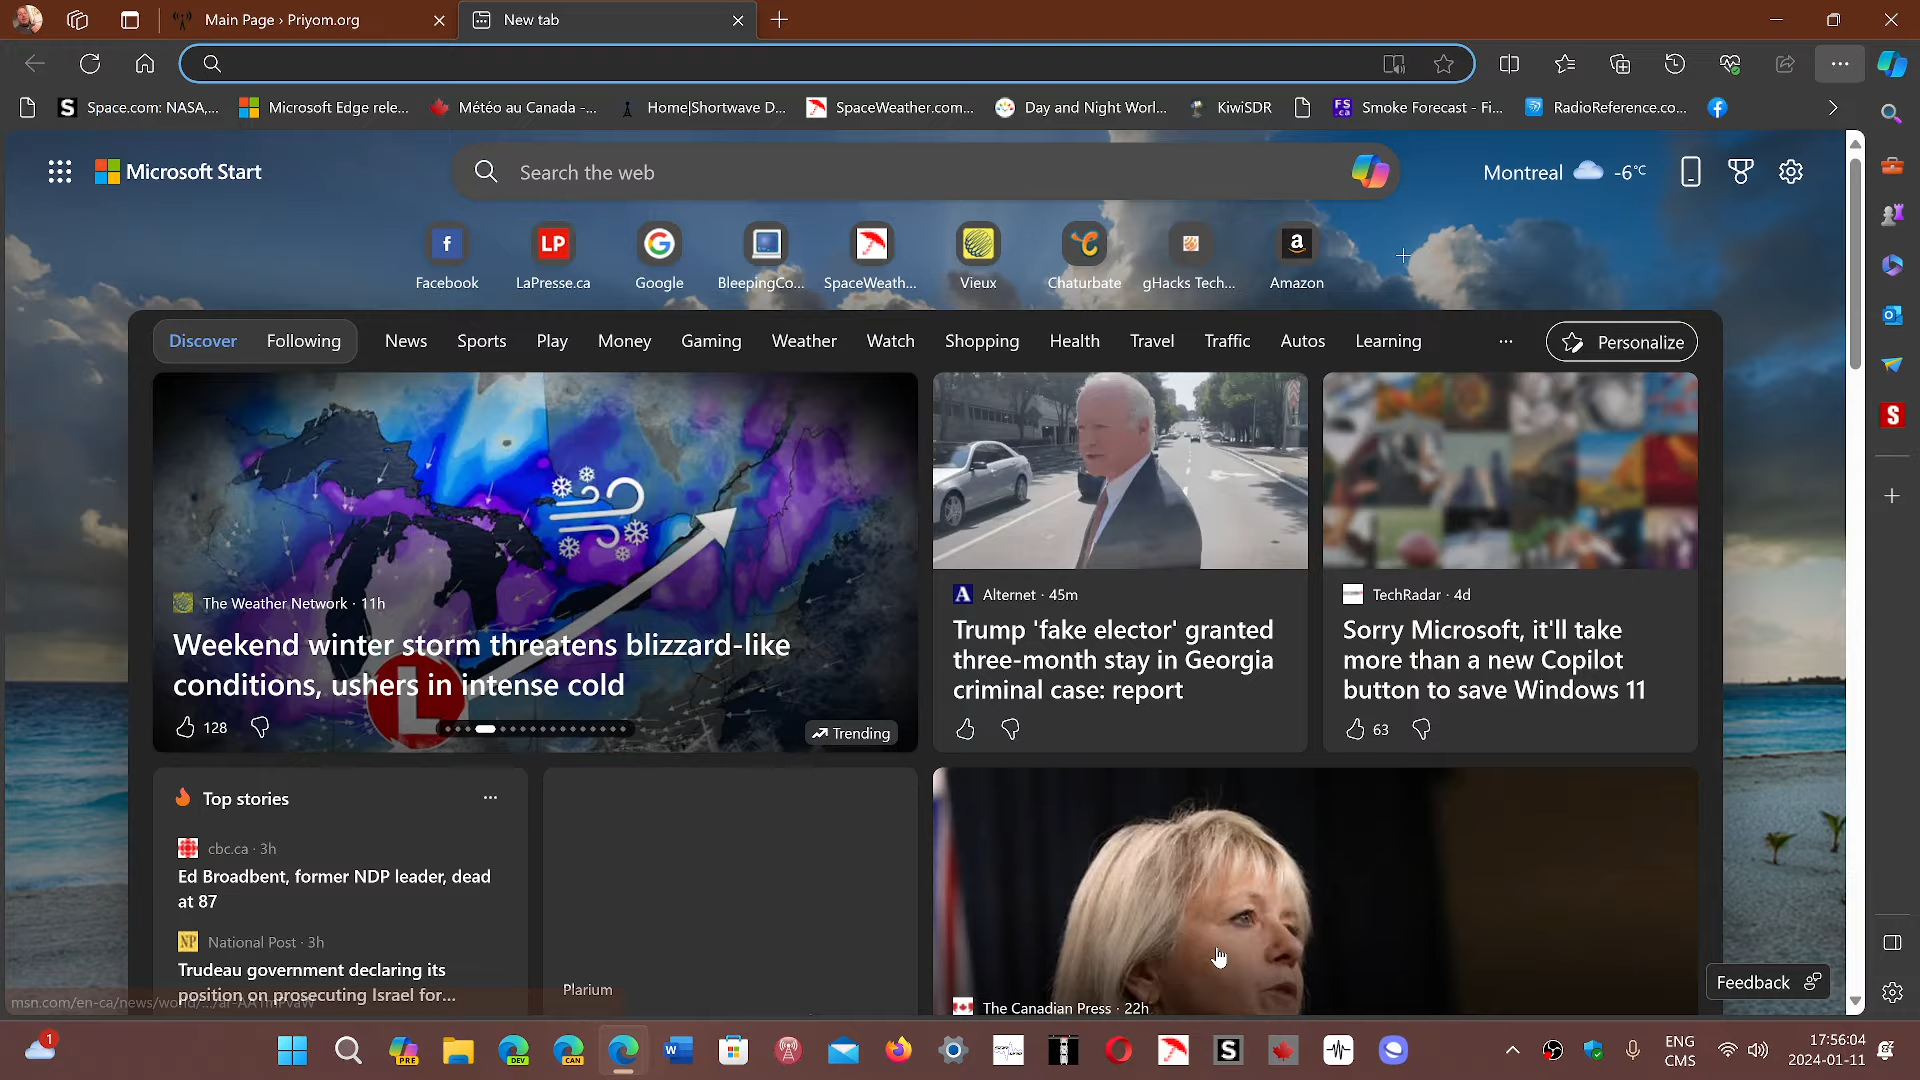 Main Page › Priyom.org
New tab
Space.com: NASA,...
Microsoft Edge rele...
Météo au Canada -...
Home|Shortwave D...
SpaceWeather.com...
Day and Night Worl...
KiwiSDR
FS.ca
Smoke Forecast - Fi...
RadioReference.co...
Microsoft Start
Search the web
Montreal
-6°C
Facebook
LaPresse.ca
Google
BleepingCo...
SpaceWeath...
Vieux
Chaturbate
gHacks Tech...
Amazon
Discover
Following
News
Sports
Play
Money
Gaming
Weather
Watch
Shopping
Health
Travel
Traffic
Autos
Learning
Personalize
The Weather Network · 11h
Weekend winter storm threatens blizzard-like
conditions, ushers in intense cold
128
Trending
Alternet · 45m
Trump 'fake elector' granted
three-month stay in Georgia
criminal case: report
TechRadar · 4d
Sorry Microsoft, it'll take
more than a new Copilot
button to save Windows 11
63
Top stories
cbc.ca · 3h
Ed Broadbent, former NDP leader, dead
at 87
National Post · 3h
Trudeau government declaring its
position on prosecuting Israel for...
Plarium
The Canadian Press · 22h
Feedback
1
PRE
DEV
CAN
ENG
CMS
17:56:04
2024-01-11